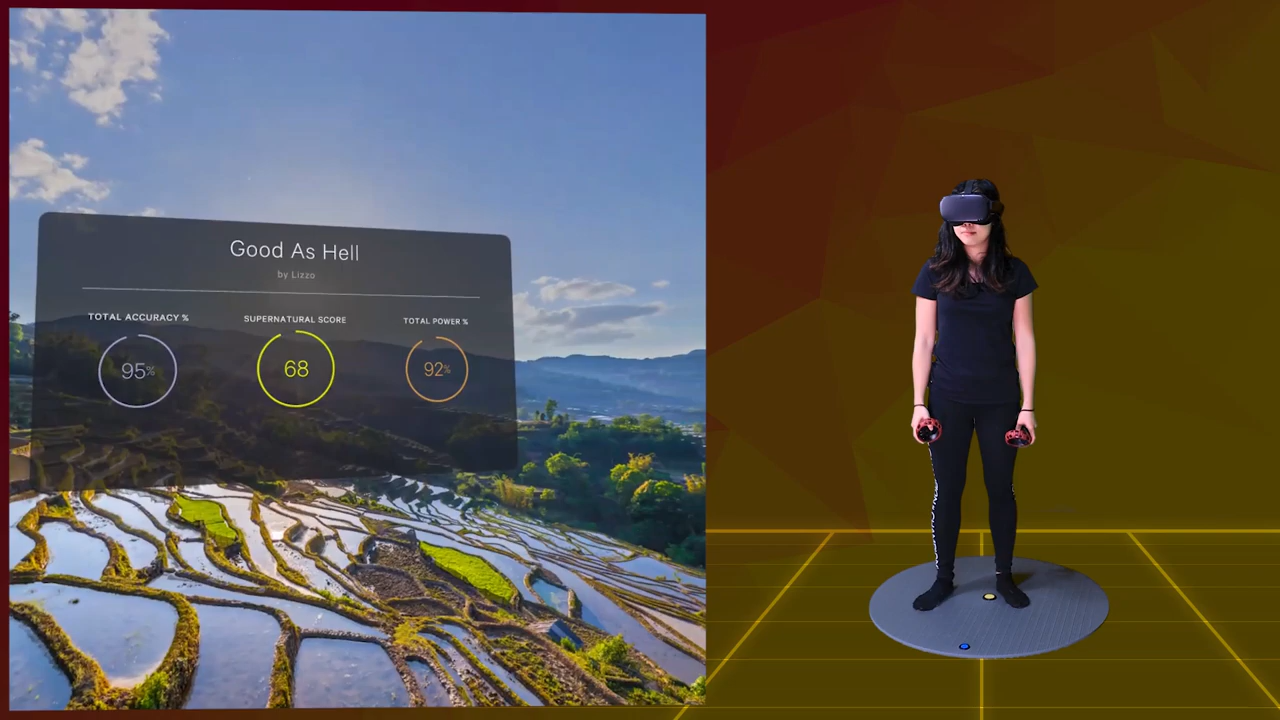 Good As Hell
by Lizzo
TOTAL ACCURACY %
SUPERNATURAL SCORE
TOTAL POWER %
95%
68
92%